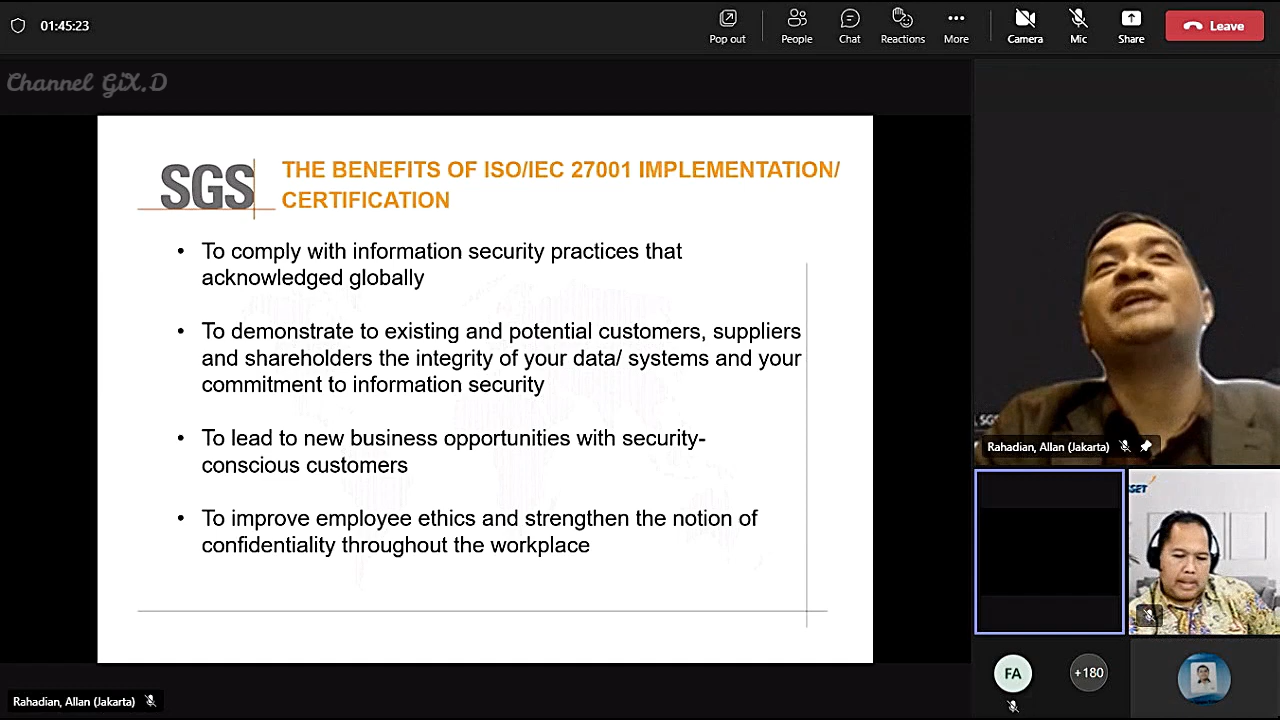 01:45:23
Pop out
People
Chat
Reactions
More
Camera
Mic
Share
Leave
Channel GiX.D
SGS
THE BENEFITS OF ISO/IEC 27001 IMPLEMENTATION/
CERTIFICATION
• To comply with information security practices that
acknowledged globally
• To demonstrate to existing and potential customers, suppliers
and shareholders the integrity of your data/ systems and your
commitment to information security
• To lead to new business opportunities with security-
conscious customers
• To improve employee ethics and strengthen the notion of
confidentiality throughout the workplace
SGS
Rahadian, Allan (Jakarta)
SET
FA
+180
Rahadian, Allan (Jakarta)